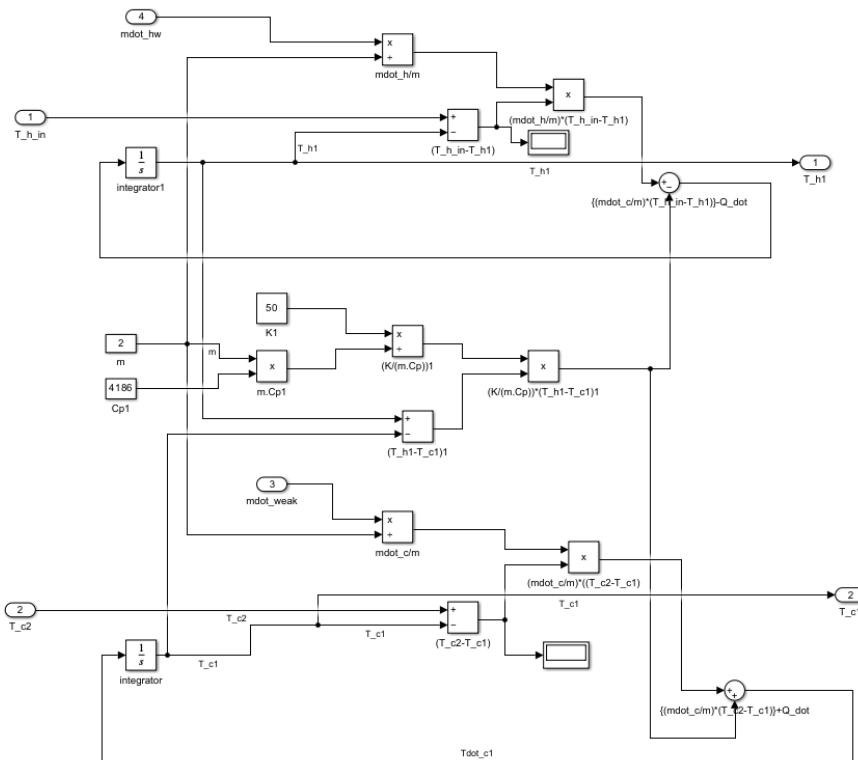 4
mdot_hw
x
÷
mdot_h/m
x
(mdot_h/m)*(T_h_in-T_h1)
1
T_h_in
+
−
(T_h_in-T_h1)
T_h1
1
s
integrator1
T_h1
1
T_h1
+
−
{(mdot_c/m)*(T_h_in-T_h1)}-Q_dot
50
K1
2
m
m
x
m.Cp1
4186
Cp1
x
÷
(K/(m.Cp))1
x
(K/(m.Cp))*(T_h1-T_c1)1
+
−
(T_h1-T_c1)1
3
mdot_weak
x
÷
mdot_c/m
x
(mdot_c/m)*((T_c2-T_c1)
2
T_c2
T_c2
+
−
(T_c2-T_c1)
T_c1
T_c1
2
T_c1
1
s
integrator
T_c1
+
+
{(mdot_c/m)*(T_c2-T_c1)}+Q_dot
Tdot_c1